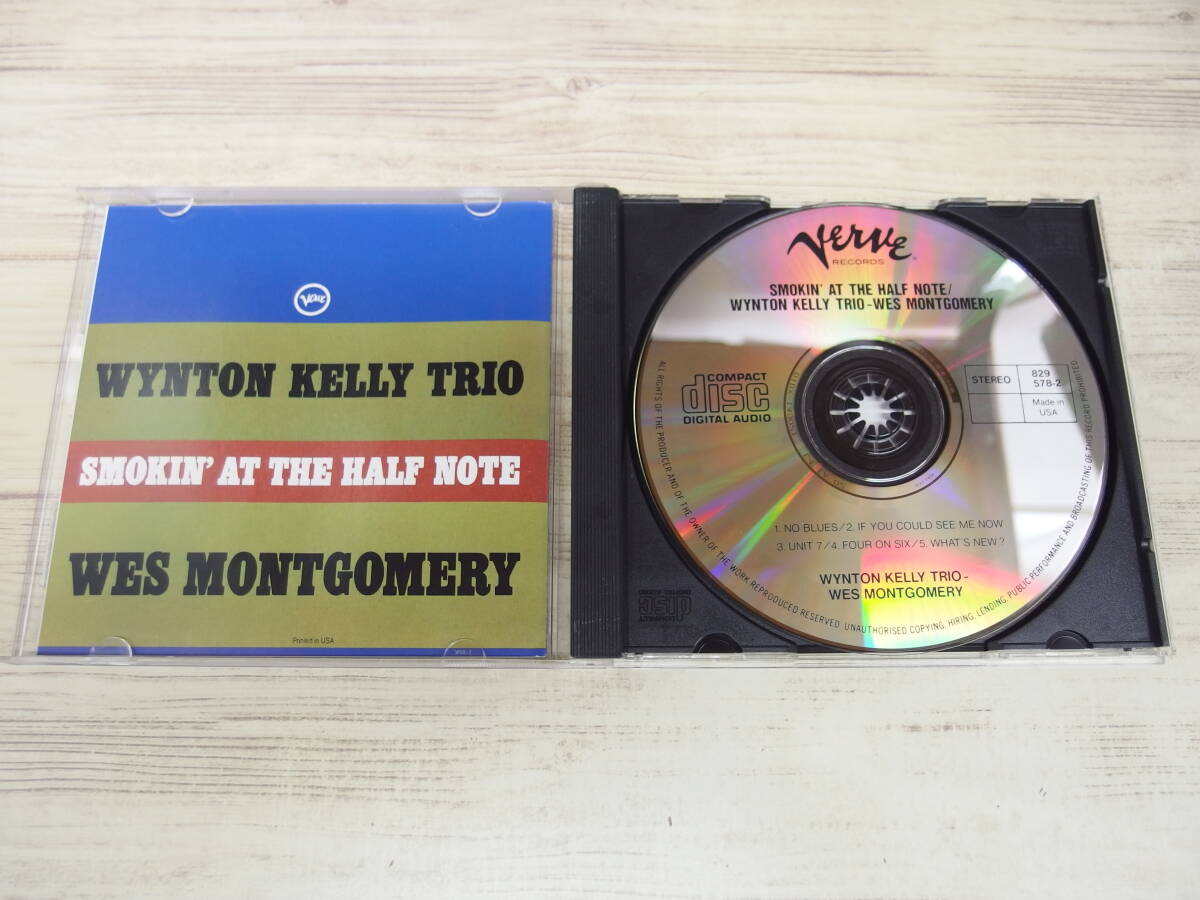 Verve
WYNTON KELLY TRIO
SMOKIN' AT THE HALF NOTE
WES MONTGOMERY
Printed in USA
VERVE
RECORDS
SMOKIN' AT THE HALF NOTE/
WYNTON KELLY TRIO-WES MONTGOMERY
COMPACT
disc
DIGITAL AUDIO
STEREO
829
578-2
Made in
USA
1. NO BLUES/2. IF YOU COULD SEE ME NOW
3. UNIT 7/4. FOUR ON SIX/5. WHAT'S NEW?
WYNTON KELLY TRIO-
WES MONTGOMERY
ALL RIGHTS OF THE PRODUCER AND OF THE OWNER OF THE WORK REPRODUCED RESERVED. UNAUTHORISED COPYING, HIRING, LENDING, PUBLIC PERFORMANCE AND BROADCASTING OF THIS RECORD PROHIBITED
COMPACT
disc
DIGITAL AUDIO